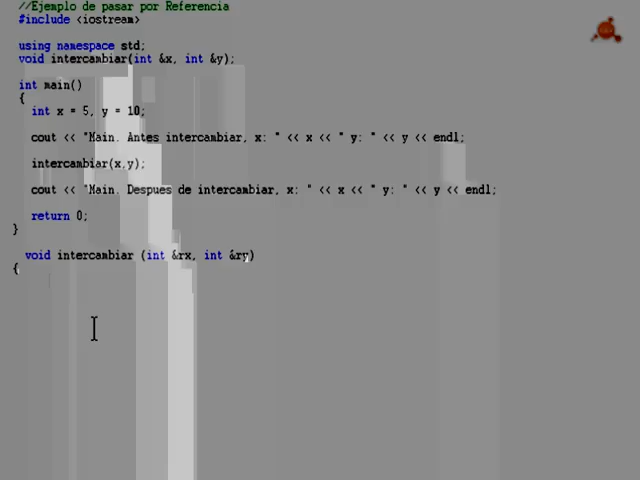 //Ejemplo de pasar por Referencia
#include <iostream>
using namespace std;
void intercambiar(int &x, int &y);
int main()
{
int x = 5, y = 10;
cout << "Main. Antes intercambiar, x: " << x << " y: " << y << endl;
intercambiar(x,y);
cout << "Main. Despues de intercambiar, x: " << x << " y: " << y << endl;
return 0;
}
void intercambiar (int &rx, int &ry)
{